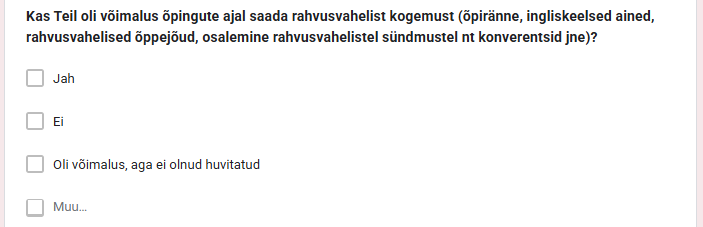 Kas Teil oli võimalus õpingute ajal saada rahvusvahelist kogemust (õpiränne, ingliskeelsed ained,
rahvusvahelised õppejõud, osalemine rahvusvahelistel sündmustel nt konverentsid jne)?
Jah
Ei
Oli võimalus, aga ei olnud huvitatud
Muu...